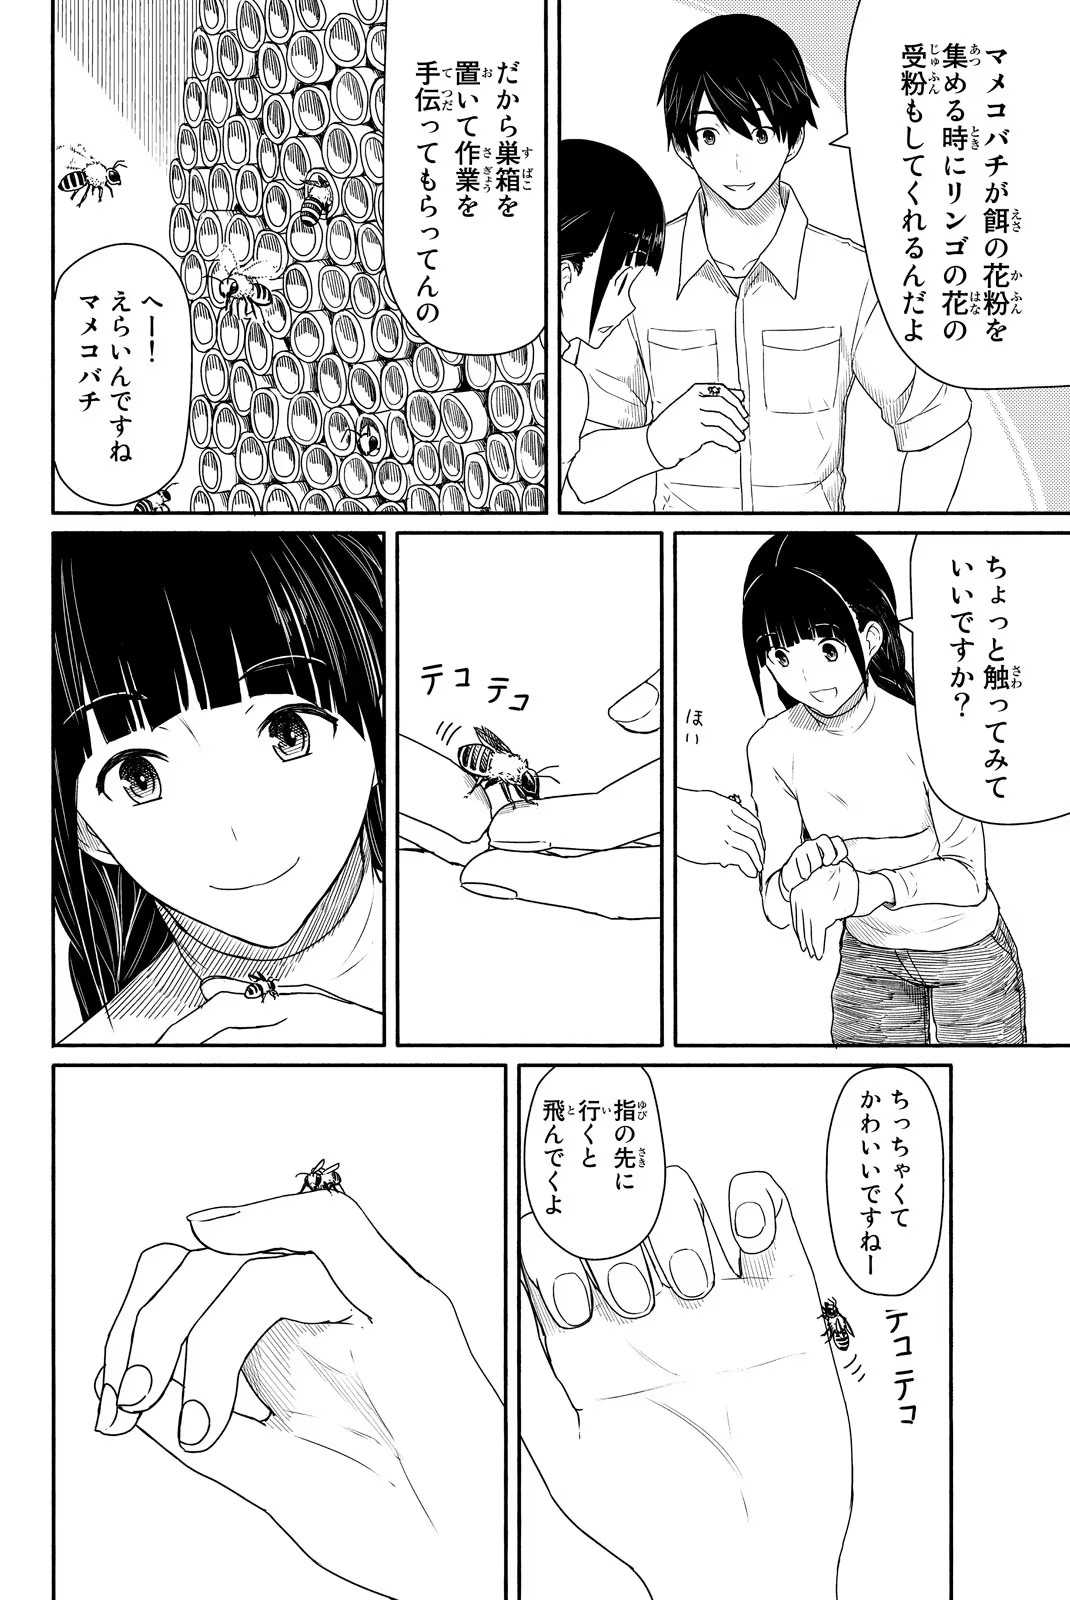 マメコバチが餌の花粉を
集める時にリンゴの花の
受粉もしてくれるんだよ
だから巣箱を
置いて作業を
手伝ってもらってんの
へー!
えらいんですね
マメコバチ
ちょっと触ってみて
いいですか?
ほい
テコテコ
ちっちゃくて
かわいいですねー
テコテコ
指の先に
行くと
飛んでくよ